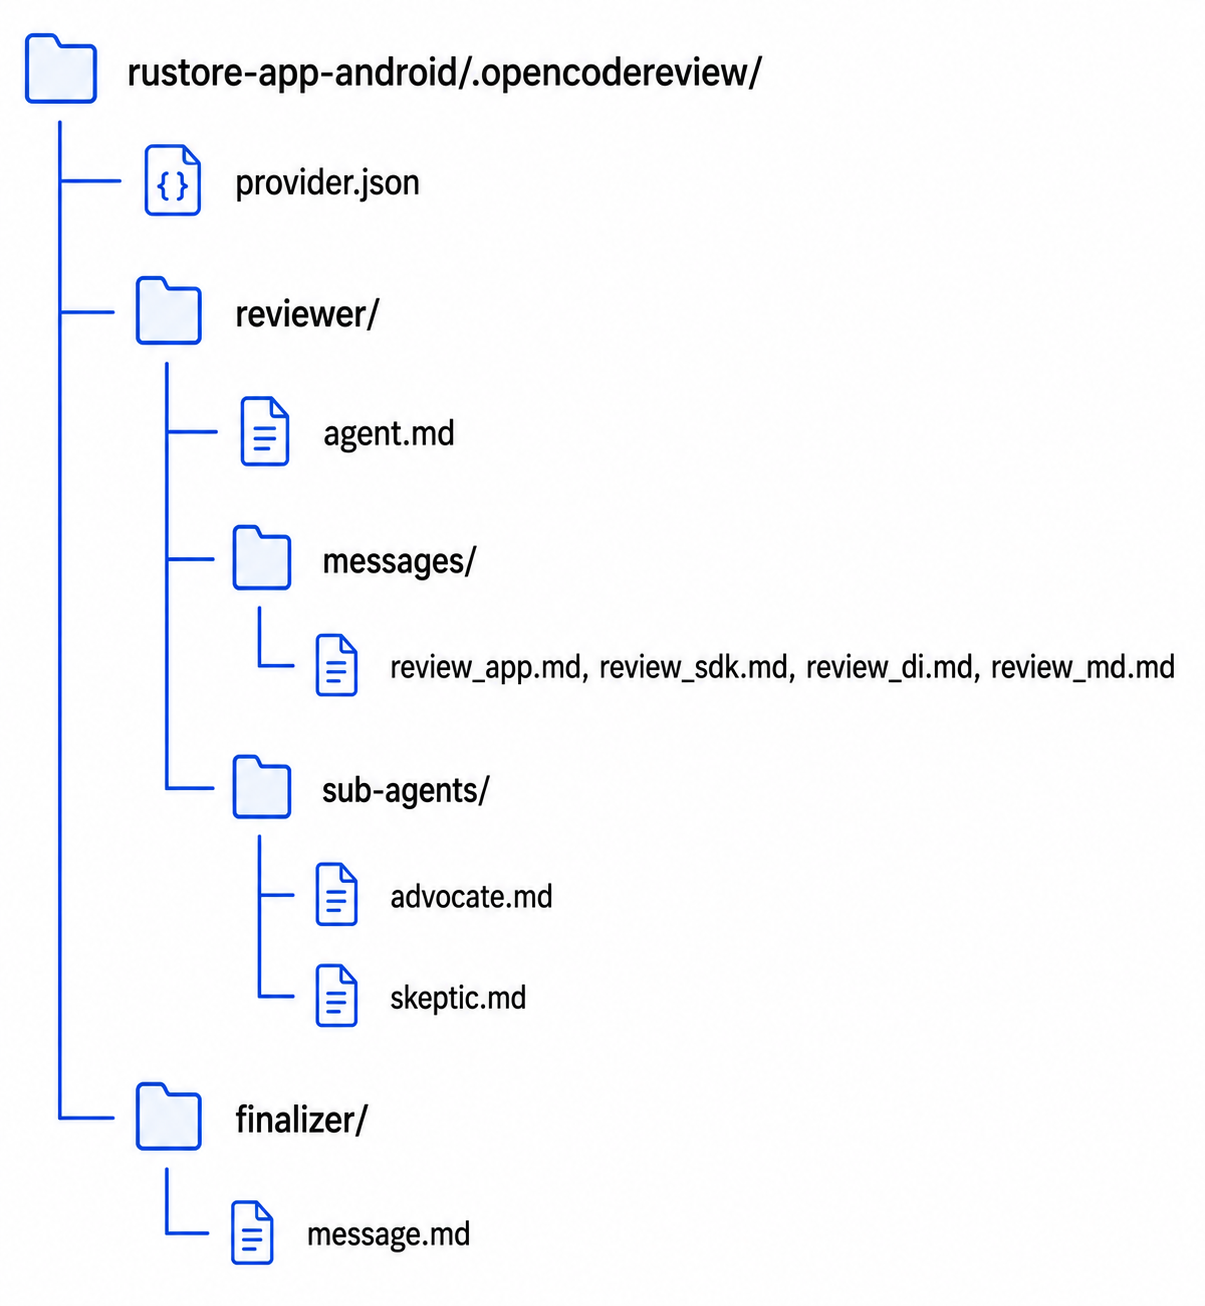 rustore-app-android/.opencodereview/
{} provider.json
reviewer/
agent.md
messages/
review_app.md, review_sdk.md, review_di.md, review_md.md
sub-agents/
advocate.md
skeptic.md
finalizer/
message.md